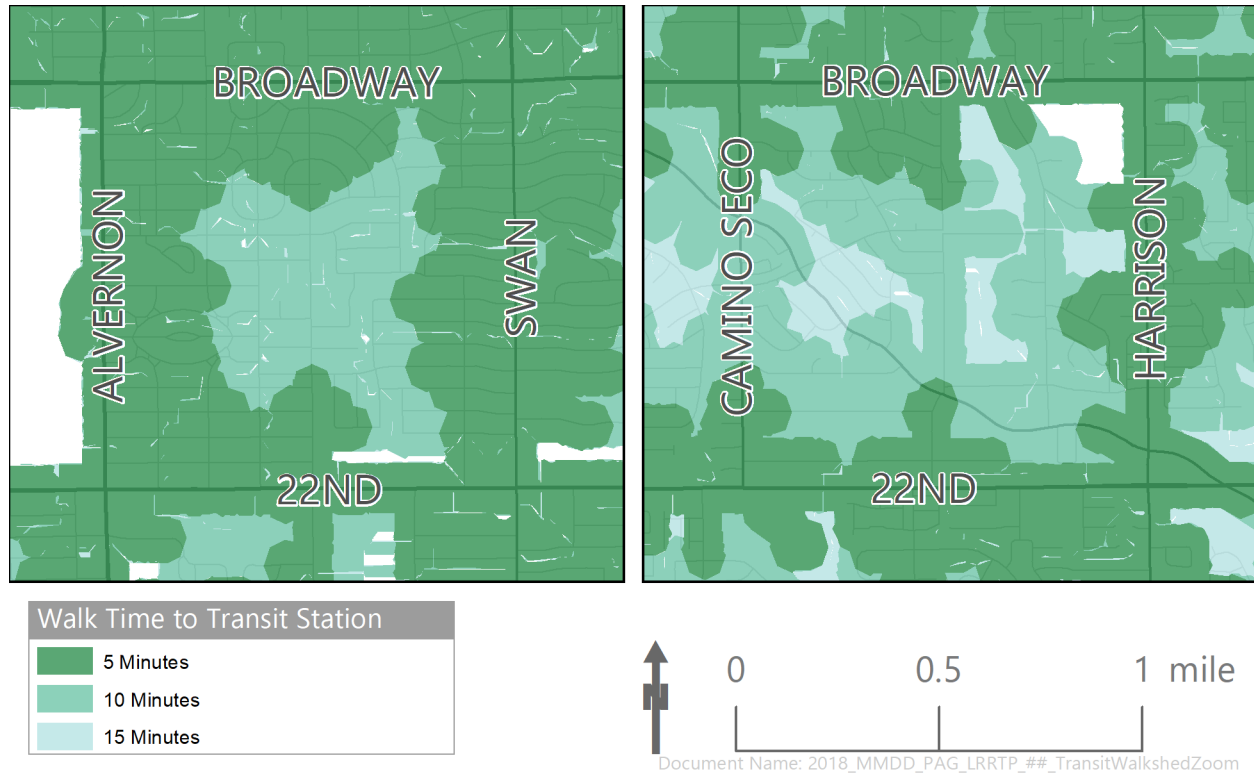 BROADWAY
ALVERNON
SWAN
22ND
BROADWAY
CAMINO SECO
HARRISON
22ND
Walk Time to Transit Station
5 Minutes
10 Minutes
15 Minutes
N
0 0.5 1 mile
Document Name: 2018_MMDD_PAG_LRRTP_##_TransitWalkshedZoom